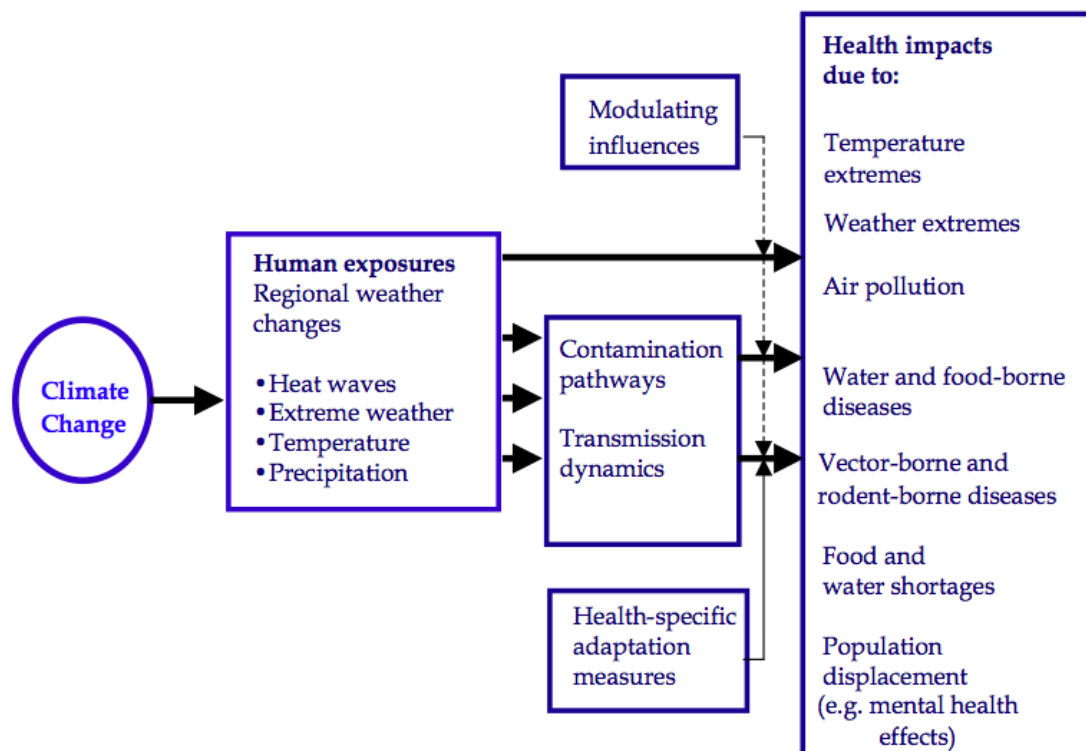 Climate
Change
Human exposures
Regional weather
changes
•Heat waves
•Extreme weather
•Temperature
•Precipitation
Modulating
influences
Contamination
pathways
Transmission
dynamics
Health-specific
adaptation
measures
Health impacts
due to:
Temperature
extremes
Weather extremes
Air pollution
Water and food-borne
diseases
Vector-borne and
rodent-borne diseases
Food and
water shortages
Population
displacement
(e.g. mental health
effects)